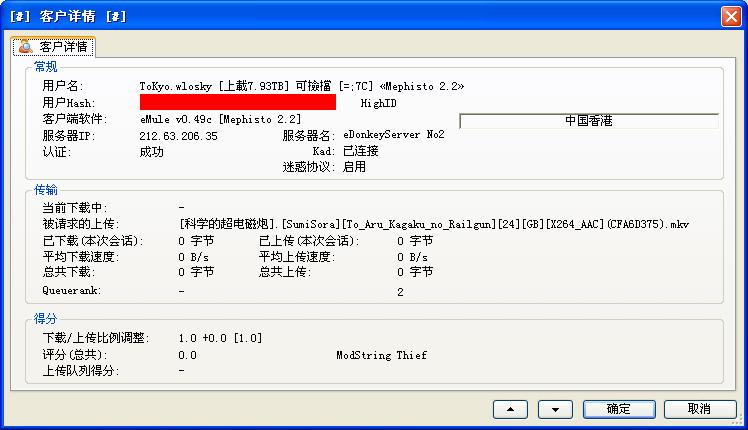 [#] 客户详情 [#]
客户详情
常规
用户名: ToKyo.wlosky [上載7.93TB] 可檢擋 [=;7C] «Mephisto 2.2»
用户Hash: HighID
客户端软件: eMule v0.49c [Mephisto 2.2] 中国香港
服务器IP: 212.63.206.35 服务器名: eDonkeyServer No2
认证: 成功 Kad: 已连接
迷惑协议: 启用
传输
当前下载中: -
被请求的上传: [科学的超电磁炮].[SumiSora][To_Aru_Kagaku_no_Railgun][24][GB][X264_AAC](CFA6D375).mkv
已下载(本次会话): 0 字节 已上传(本次会话): 0 字节
平均下载速度: 0 B/s 平均上传速度: 0 B/s
总共下载: 0 字节 总共上传: 0 字节
Queuerank: - 2
得分
下载/上传比例调整: 1.0 +0.0 [1.0]
评分(总共): 0.0 ModString Thief
上传队列得分: -
确定 取消